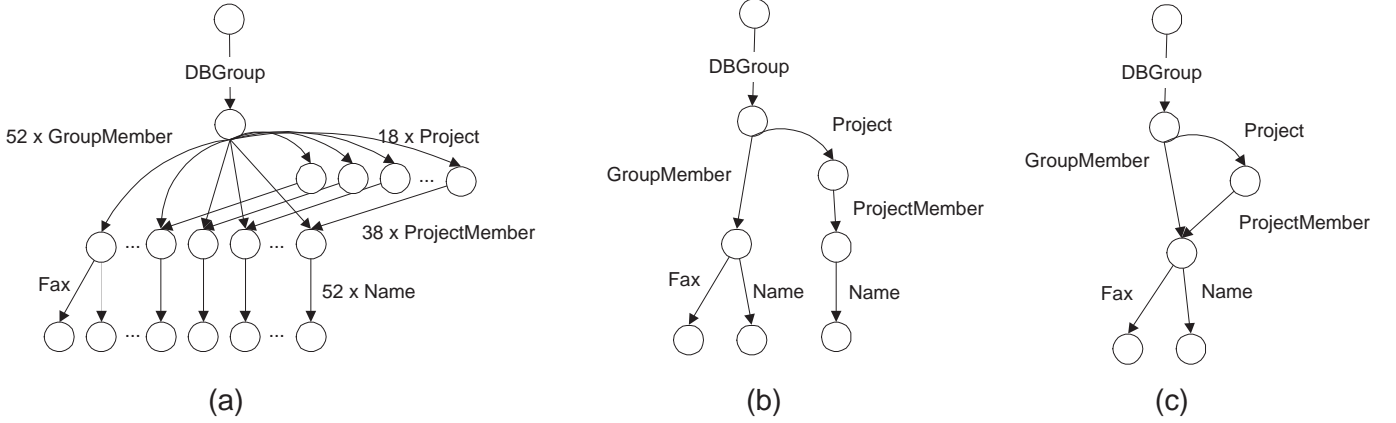 DBGroup
52 x GroupMember
18 x Project
...
... ...
38 x ProjectMember
Fax
52 x Name
... ...
(a)
DBGroup
Project
GroupMember
ProjectMember
Fax
Name
Name
(b)
DBGroup
Project
GroupMember
ProjectMember
Fax
Name
(c)